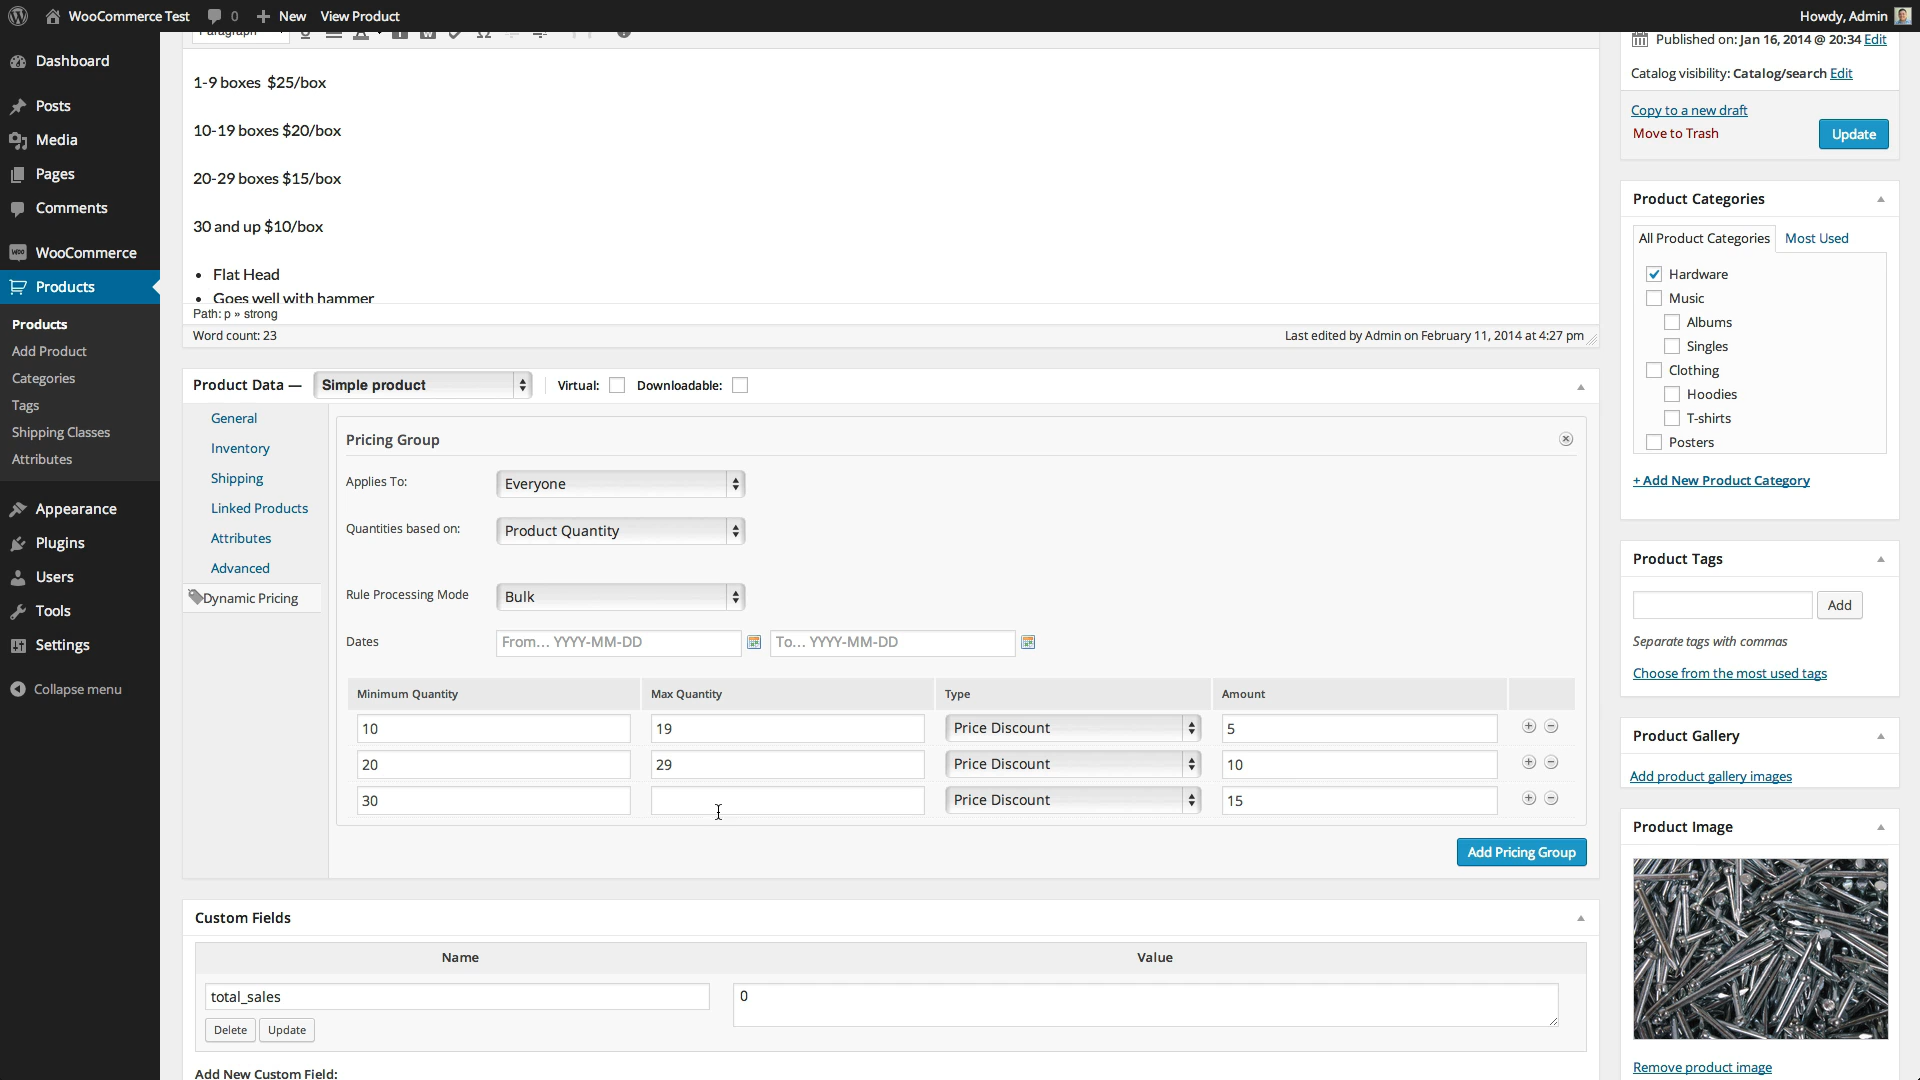 WooCommerce Test 0 New View Product Howdy, Admin
Dashboard
Posts
Media
Pages
Comments
WooCommerce
Products
Products
Add Product
Categories
Tags
Shipping Classes
Attributes
Appearance
Plugins
Users
Tools
Settings
Collapse menu
Paragraph
1-9 boxes $25/box
10-19 boxes $20/box
20-29 boxes $15/box
30 and up $10/box
• Flat Head
• Goes well with hammer
Path: p » strong
Word count: 23 Last edited by Admin on February 11, 2014 at 4:27 pm
Product Data — Simple product Virtual: Downloadable:
General
Inventory
Shipping
Linked Products
Attributes
Advanced
Dynamic Pricing
Pricing Group
Applies To: Everyone
Quantities based on: Product Quantity
Rule Processing Mode Bulk
Dates From... YYYY-MM-DD To... YYYY-MM-DD
Minimum Quantity Max Quantity Type Amount
10 19 Price Discount 5
20 29 Price Discount 10
30 Price Discount 15
Add Pricing Group
Custom Fields
Name Value
total_sales 0
Delete Update
Add New Custom Field:
Published on: Jan 16, 2014 @ 20:34 Edit
Catalog visibility: Catalog/search Edit
Copy to a new draft
Move to Trash Update
Product Categories
All Product Categories Most Used
Hardware
Music
Albums
Singles
Clothing
Hoodies
T-shirts
Posters
+ Add New Product Category
Product Tags
Add
Separate tags with commas
Choose from the most used tags
Product Gallery
Add product gallery images
Product Image
Remove product image